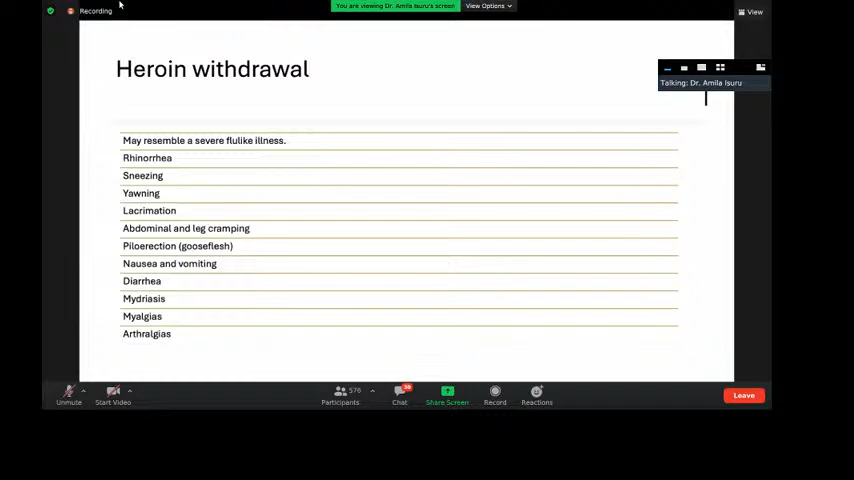 Recording
You are viewing Dr. Amila Isuru's screen
View Options
View
Heroin withdrawal
Talking: Dr. Amila Isuru
May resemble a severe flulike illness.
Rhinorrhea
Sneezing
Yawning
Lacrimation
Abdominal and leg cramping
Piloerection (gooseflesh)
Nausea and vomiting
Diarrhea
Mydriasis
Myalgias
Arthralgias
Unmute
Start Video
576
Participants
Chat
Share Screen
Record
Reactions
Leave